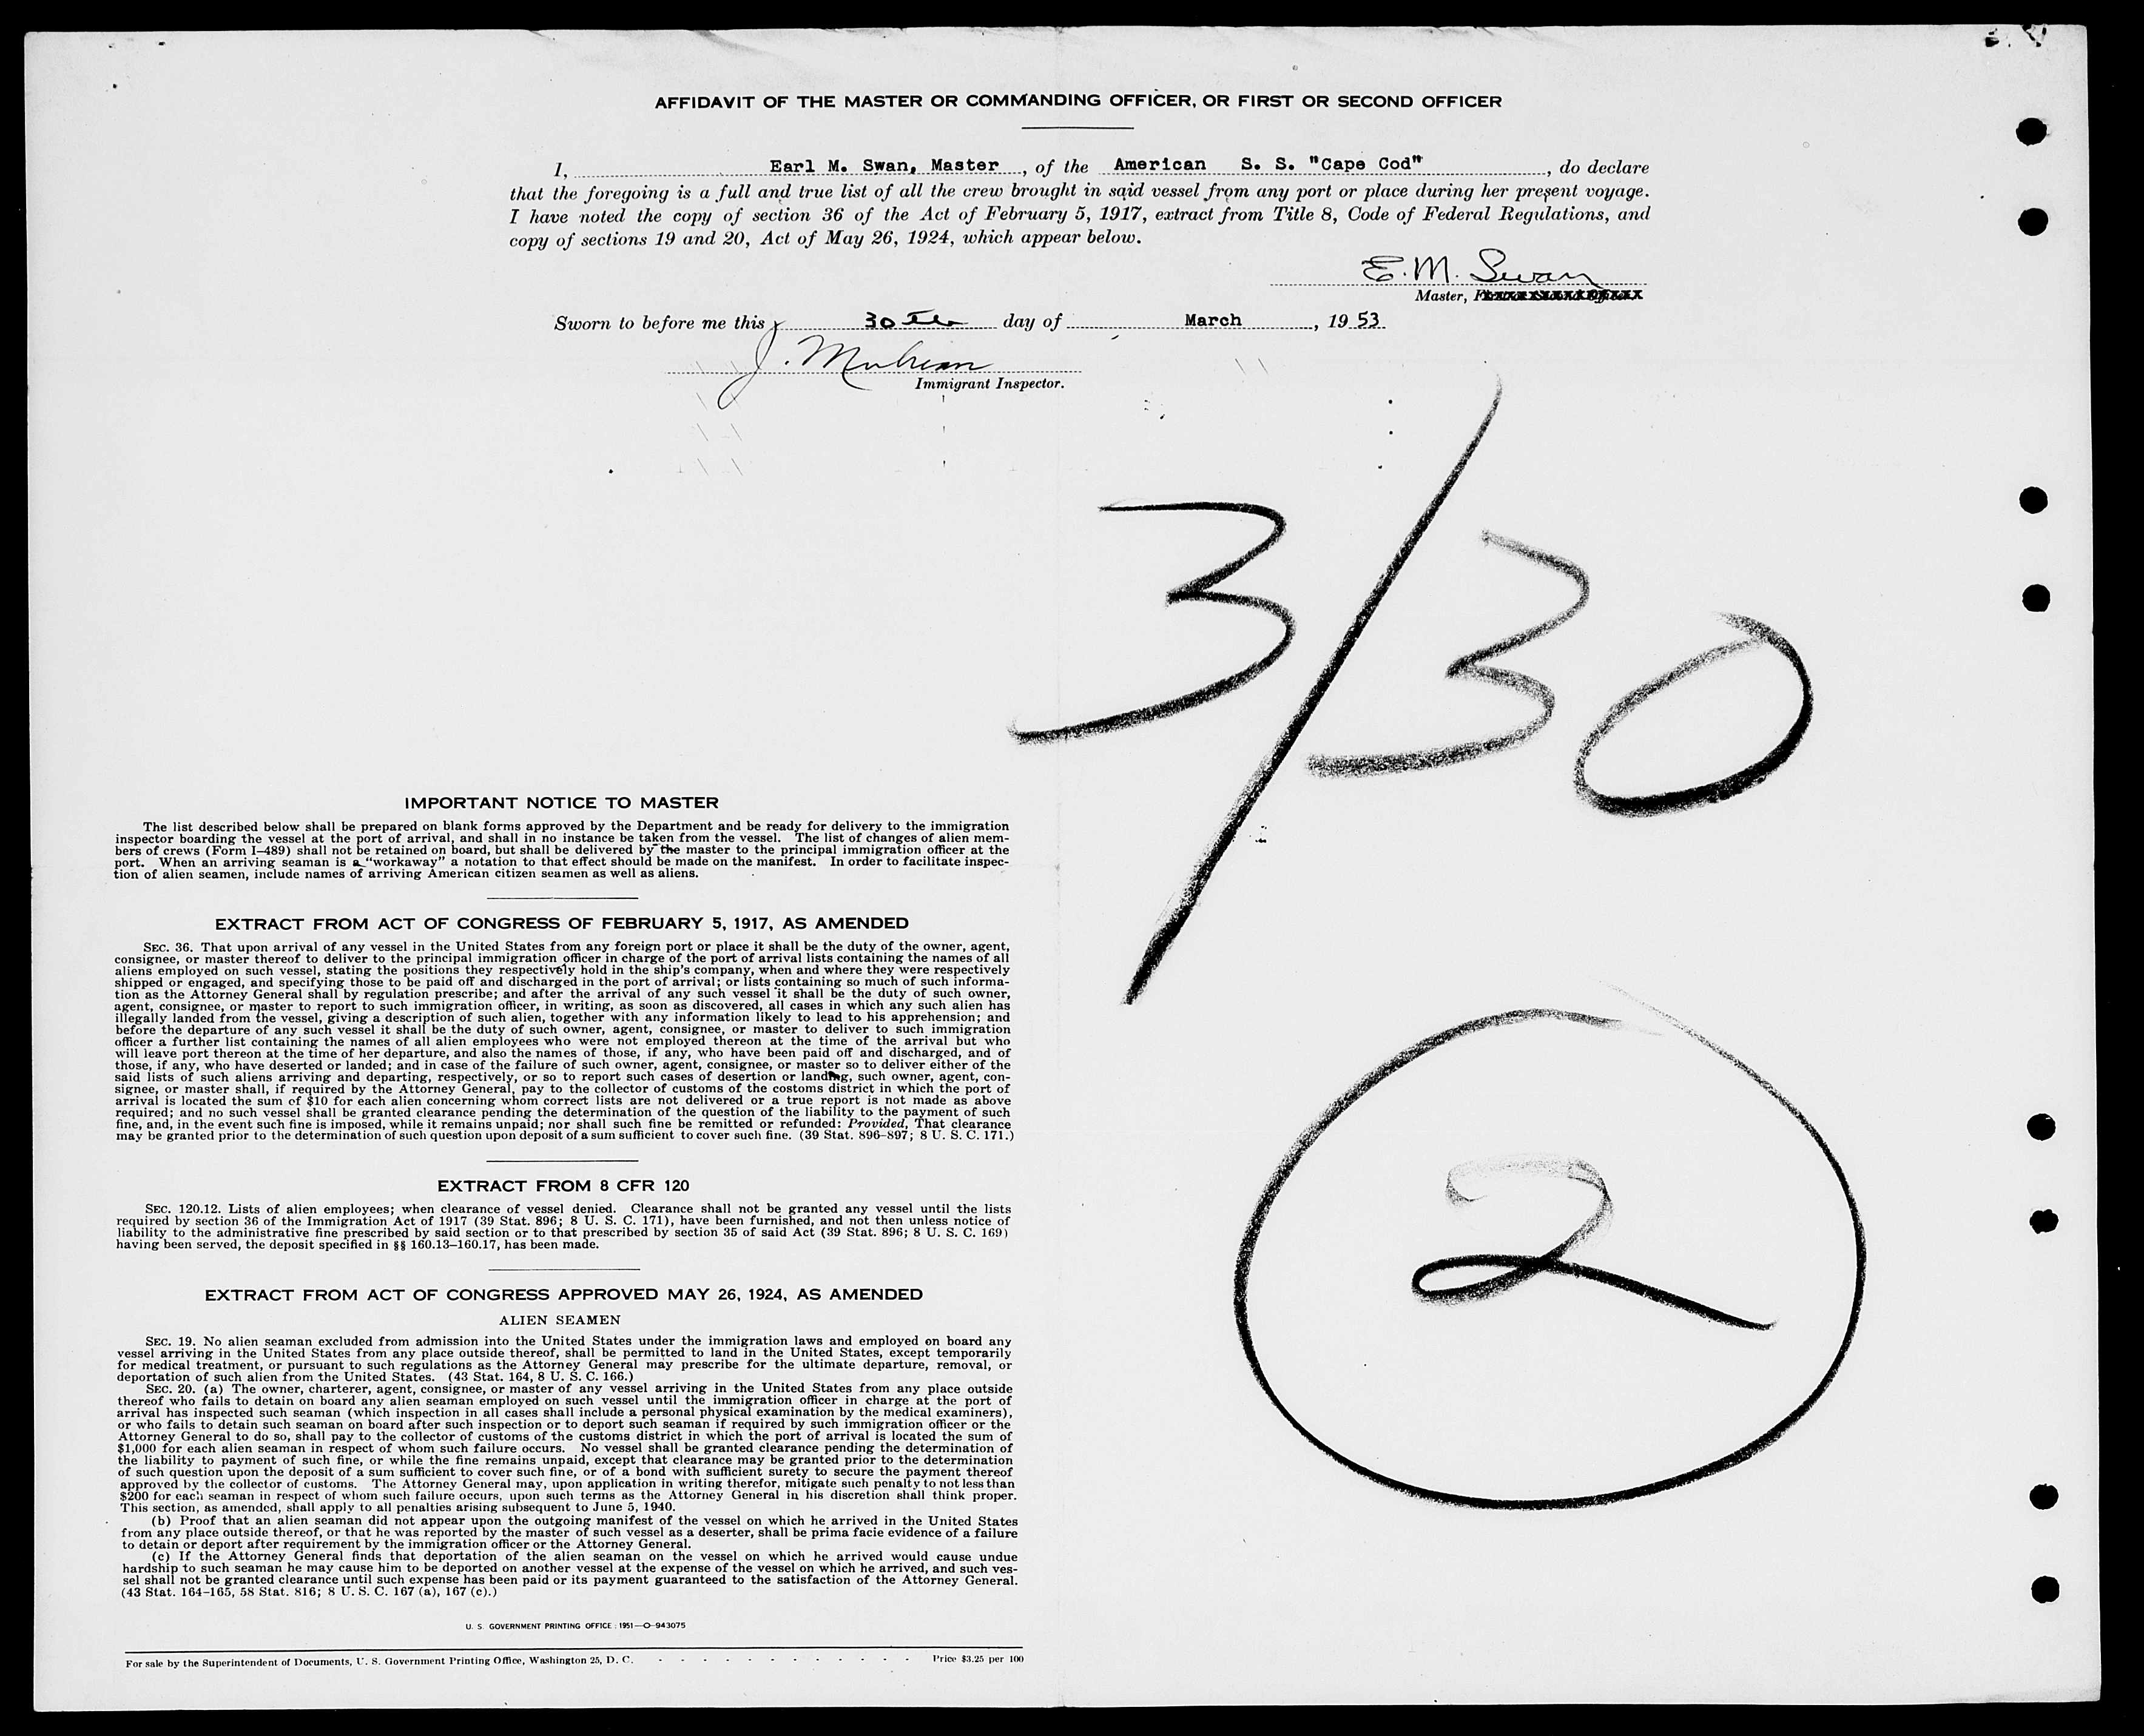 AFFIDAVIT OF THE MASTER OR COMMANDING OFFICER, OR FIRST OR SECOND OFFICER
I, Earl M. Swan, Master, of the American S. S. "Cape Cod", do declare
that the foregoing is a full and true list of all the crew brought in said vessel from any port or place during her present voyage.
I have noted the copy of section 36 of the Act of February 5, 1917, extract from Title 8, Code of Federal Regulations, and
copy of sections 19 and 20, Act of May 26, 1924, which appear below.
E. M. Swan
Master,
Sworn to before me this 30th day of March, 1953.
J.
Immigrant Inspector.
3/30
2
IMPORTANT NOTICE TO MASTER
The list described below shall be prepared on blank forms approved by the Department and be ready for delivery to the immigration
inspector boarding the vessel at the port of arrival, and shall in no instance be taken from the vessel. The list of changes of alien mem-
bers of crews (Form I–489) shall not be retained on board, but shall be delivered by the master to the principal immigration officer at the
port. When an arriving seaman is a "workaway" a notation to that effect should be made on the manifest. In order to facilitate inspec-
tion of alien seamen, include names of arriving American citizen seamen as well as aliens.
EXTRACT FROM ACT OF CONGRESS OF FEBRUARY 5, 1917, AS AMENDED
SEC. 36. That upon arrival of any vessel in the United States from any foreign port or place it shall be the duty of the owner, agent,
consignee, or master thereof to deliver to the principal immigration officer in charge of the port of arrival lists containing the names of all
aliens employed on such vessel, stating the positions they respectively hold in the ship's company, when and where they were respectively
shipped or engaged, and specifying those to be paid off and discharged in the port of arrival; or lists containing so much of such informa-
tion as the Attorney General shall by regulation prescribe; and after the arrival of any such vessel it shall be the duty of such owner,
agent, consignee, or master to report to such immigration officer, in writing, as soon as discovered, all cases in which any such alien has
illegally landed from the vessel, giving a description of such alien, together with any information likely to lead to his apprehension; and
before the departure of any such vessel it shall be the duty of such owner, agent, consignee, or master to deliver to such immigration
officer a further list containing the names of all alien employees who were not employed thereon at the time of the arrival but who
will leave port thereon at the time of her departure, and also the names of those, if any, who have been paid off and discharged, and of
those, if any, who have deserted or landed; and in case of the failure of such owner, agent, consignee, or master so to deliver either of the
said lists of such aliens arriving and departing, respectively, or so to report such cases of desertion or landing, such owner, agent, con-
signee, or master shall, if required by the Attorney General, pay to the collector of customs of the costoms district in which the port of
arrival is located the sum of $10 for each alien concerning whom correct lists are not delivered or a true report is not made as above
required; and no such vessel shall be granted clearance pending the determination of the question of the liability to the payment of such
fine, and, in the event such fine is imposed, while it remains unpaid; nor shall such fine be remitted or refunded: Provided, That clearance
may be granted prior to the determination of such question upon deposit of a sum sufficient to cover such fine. (39 Stat. 896–897; 8 U. S. C. 171.)
EXTRACT FROM 8 CFR 120
SEC. 120.12. Lists of alien employees; when clearance of vessel denied. Clearance shall not be granted any vessel until the lists
required by section 36 of the Immigration Act of 1917 (39 Stat. 896; 8 U. S. C. 171), have been furnished, and not then unless notice of
liability to the administrative fine prescribed by said section or to that prescribed by section 35 of said Act (39 Stat. 896; 8 U. S. C. 169)
having been served, the deposit specified in §§ 160.13–160.17, has been made.
EXTRACT FROM ACT OF CONGRESS APPROVED MAY 26, 1924, AS AMENDED
ALIEN SEAMEN
SEC. 19. No alien seaman excluded from admission into the United States under the immigration laws and employed on board any
vessel arriving in the United States from any place outside thereof, shall be permitted to land in the United States, except temporarily
for medical treatment, or pursuant to such regulations as the Attorney General may prescribe for the ultimate departure, removal, or
deportation of such alien from the United States. (43 Stat. 164, 8 U. S. C. 166.)
SEC. 20. (a) The owner, charterer, agent, consignee, or master of any vessel arriving in the United States from any place outside
thereof who fails to detain on board any alien seaman employed on such vessel until the immigration officer in charge at the port of
arrival has inspected such seaman (which inspection in all cases shall include a personal physical examination by the medical examiners),
or who fails to detain such seaman on board after such inspection or to deport such seaman if required by such immigration officer or the
Attorney General to do so, shall pay to the collector of customs of the customs district in which the port of arrival is located the sum of
$1,000 for each alien seaman in respect of whom such failure occurs. No vessel shall be granted clearance pending the determination of
the liability to payment of such fine, or while the fine remains unpaid, except that clearance may be granted prior to the determination
of such question upon the deposit of a sum sufficient to cover such fine, or of a bond with sufficient surety to secure the payment thereof
approved by the collector of customs. The Attorney General may, upon application in writing therefor, mitigate such penalty to not less than
$200 for each seaman in respect of whom such failure occurs, upon such terms as the Attorney General in his discretion shall think proper.
This section, as amended, shall apply to all penalties arising subsequent to June 5, 1940.
(b) Proof that an alien seaman did not appear upon the outgoing manifest of the vessel on which he arrived in the United States
from any place outside thereof, or that he was reported by the master of such vessel as a deserter, shall be prima facie evidence of a failure
to detain or deport after requirement by the immigration officer or the Attorney General.
(c) If the Attorney General finds that deportation of the alien seaman on the vessel on which he arrived would cause undue
hardship to such seaman he may cause him to be deported on another vessel at the expense of the vessel on which he arrived, and such ves-
sel shall not be granted clearance until such expense has been paid or its payment guaranteed to the satisfaction of the Attorney General.
(43 Stat. 164–165, 58 Stat. 816; 8 U. S. C. 167 (a), 167 (c).)
U. S. GOVERNMENT PRINTING OFFICE : 1951—O—943075
For sale by the Superintendent of Documents, U. S. Government Printing Office, Washington 25, D. C. - - - - - - - - - - - - Price $3.25 per 100